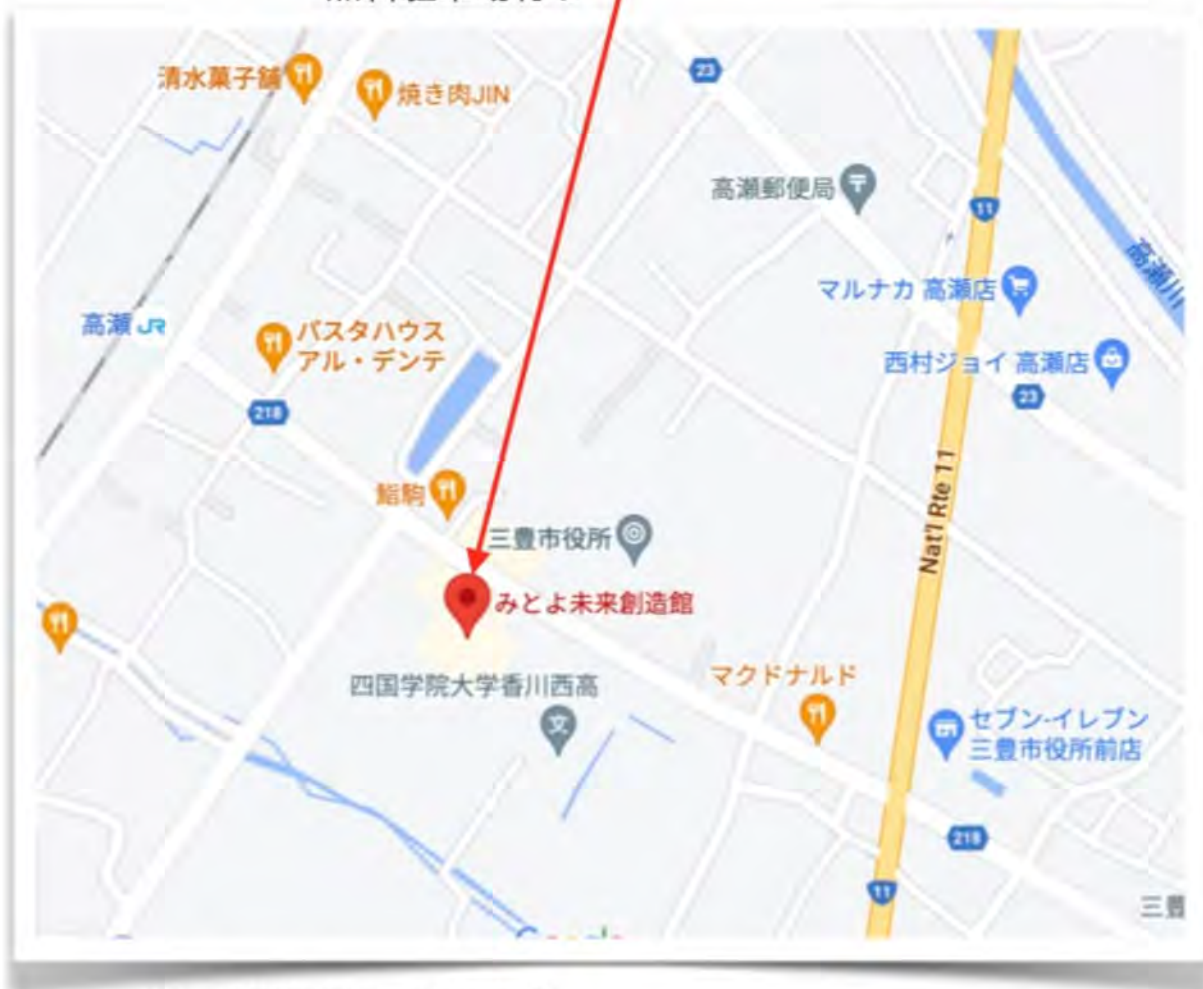 清水菓子舗
焼き肉JIN
23
高瀬郵便局
11
高瀬川
マルナカ 高瀬店
高瀬 JR
パスタハウス
アル・デンテ
西村ジョイ 高瀬店
23
218
鮨駒
三豊市役所
Nat'l Rte 11
みとよ未来創造館
四国学院大学香川西高
文
マクドナルド
セブン-イレブン
三豊市役所前店
218
11
三豊